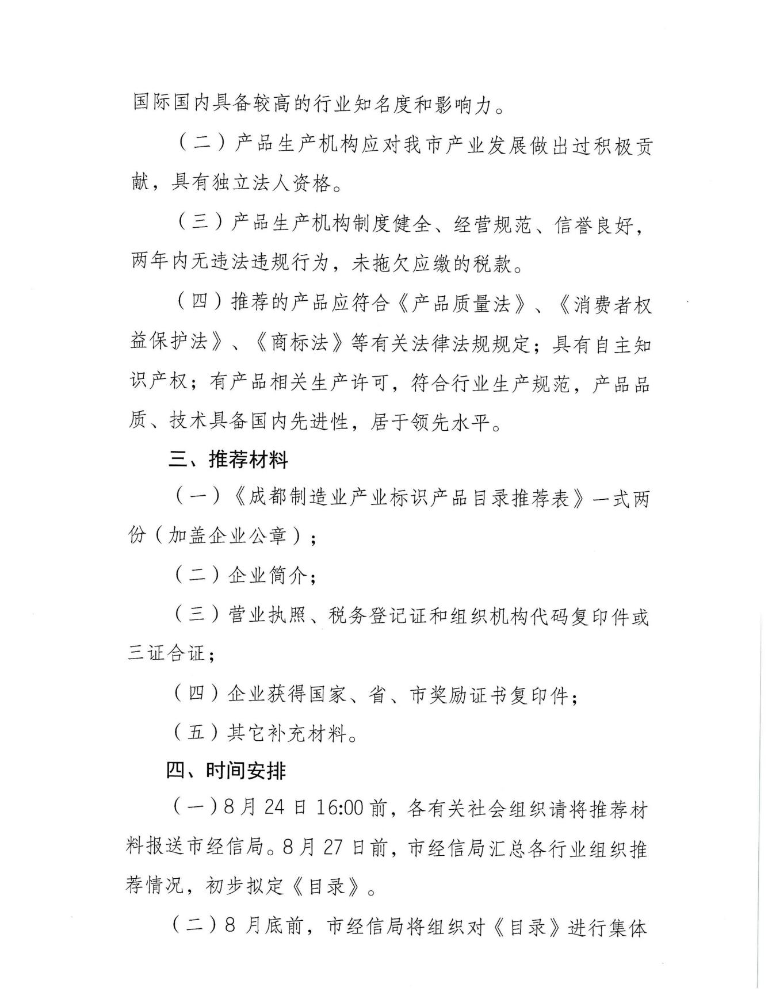 国际国内具备较高的行业知名度和影响力。
（二）产品生产机构应对我市产业发展做出过积极贡
献，具有独立法人资格。
（三）产品生产机构制度健全、经营规范、信誉良好，
两年内无违法违规行为，未拖欠应缴的税款。
（四）推荐的产品应符合《产品质量法》、《消费者权
益保护法》、《商标法》等有关法律法规规定；具有自主知
识产权；有产品相关生产许可，符合行业生产规范，产品品
质、技术具备国内先进性，居于领先水平。
三、推荐材料
（一）《成都制造业产业标识产品目录推荐表》一式两
份（加盖企业公章）；
（二）企业简介；
（三）营业执照、税务登记证和组织机构代码复印件或
三证合证；
（四）企业获得国家、省、市奖励证书复印件；
（五）其它补充材料。
四、时间安排
（一）8月24日16:00前，各有关社会组织请将推荐材
料报送市经信局。8月27日前，市经信局汇总各行业组织推
荐情况，初步拟定《目录》。
（二）8月底前，市经信局将组织对《目录》进行集体